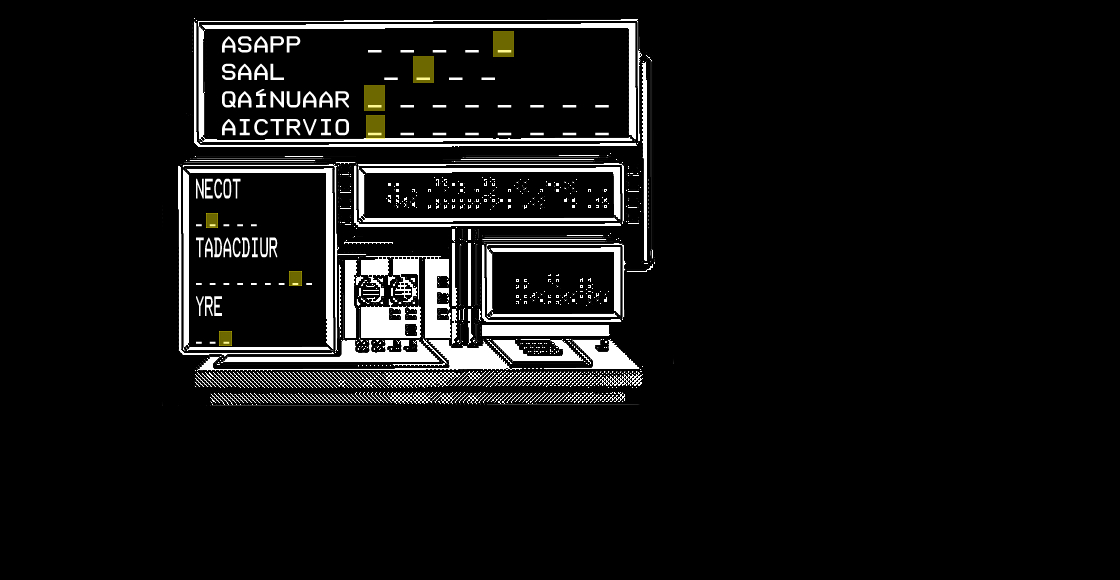 ASAPP _ _ _ _ _
SAAL _ _ _ _
QAÍNUAAR _ _ _ _ _ _ _ _
AICTRVIO _ _ _ _ _ _ _ _
NECOT
_ _ _ _ _
TADACDIUR
_ _ _ _ _ _ _ _ _
YRE
_ _ _